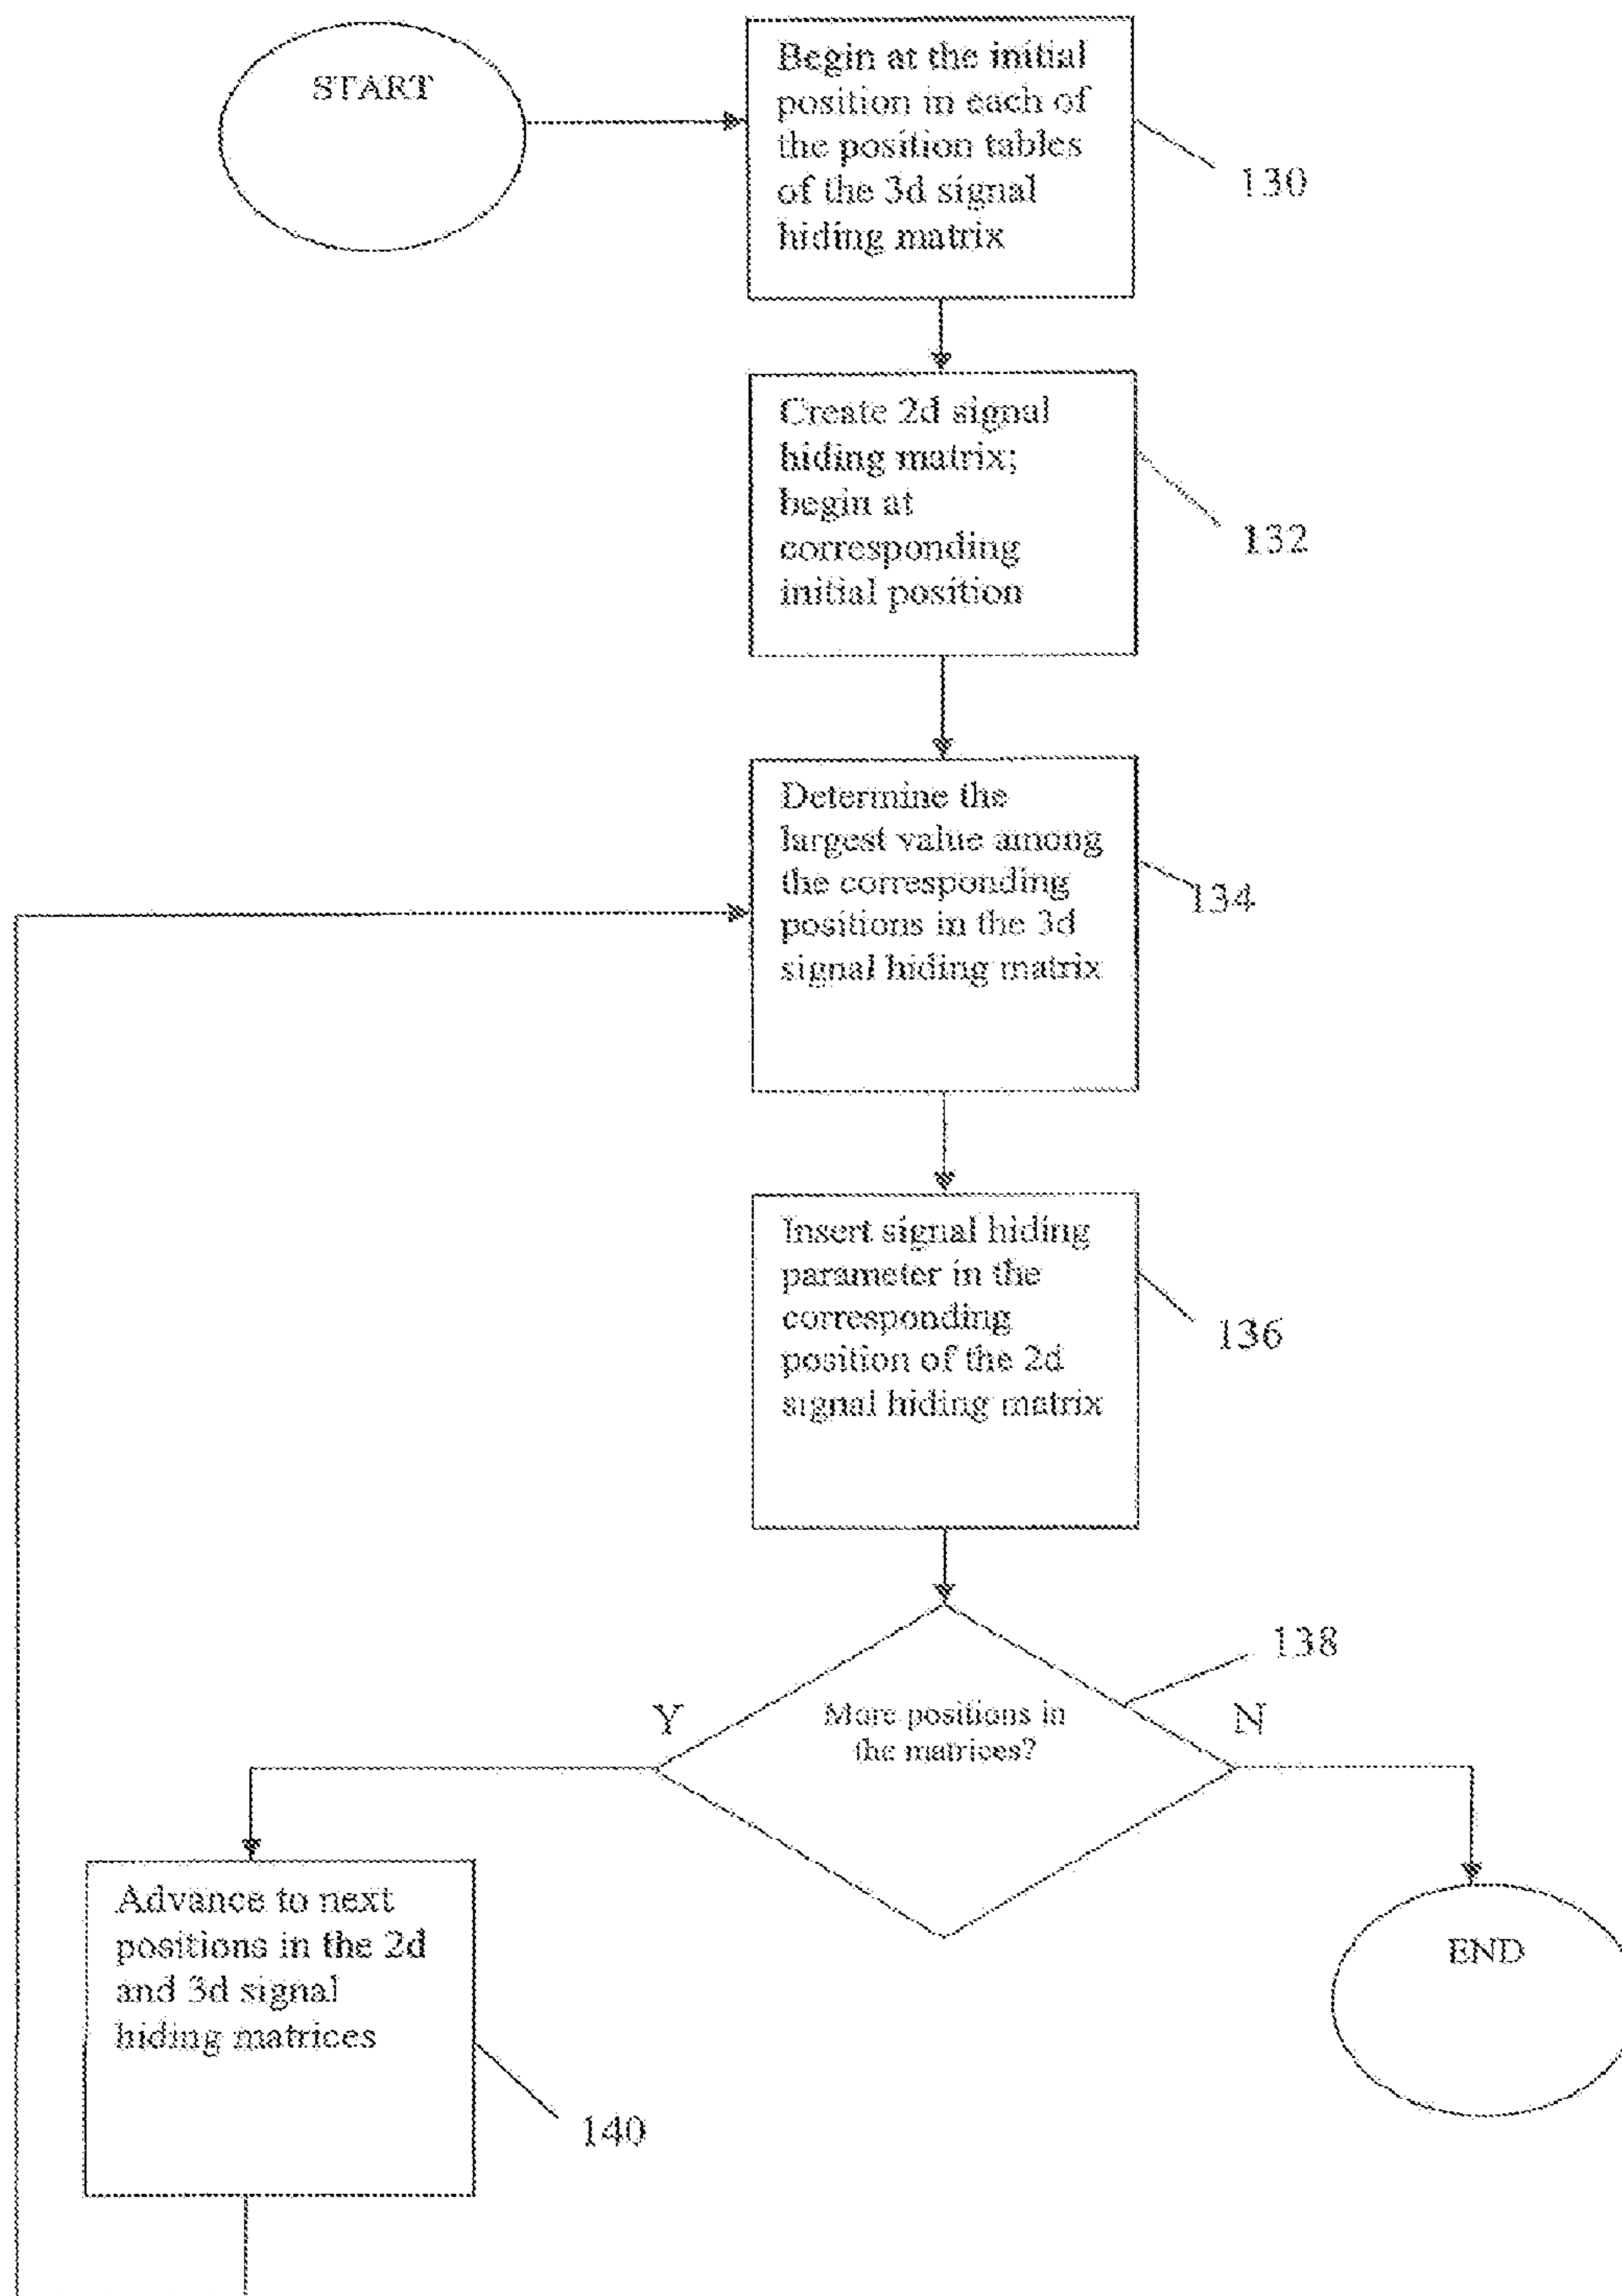 START
Begin at the initial
position in each of
the position tables
of the 3d signal
hiding matrix
130
Create 2d signal
hiding matrix;
begin at
corresponding
initial position
132
Determine the
largest value among
the corresponding
positions in the 3d
signal hiding matrix
134
Insert signal hiding
parameter in the
corresponding
position of the 2d
signal hiding matrix
136
138
Y
More positions in
the matrices?
N
Advance to next
positions in the 2d
and 3d signal
hiding matrices
140
END